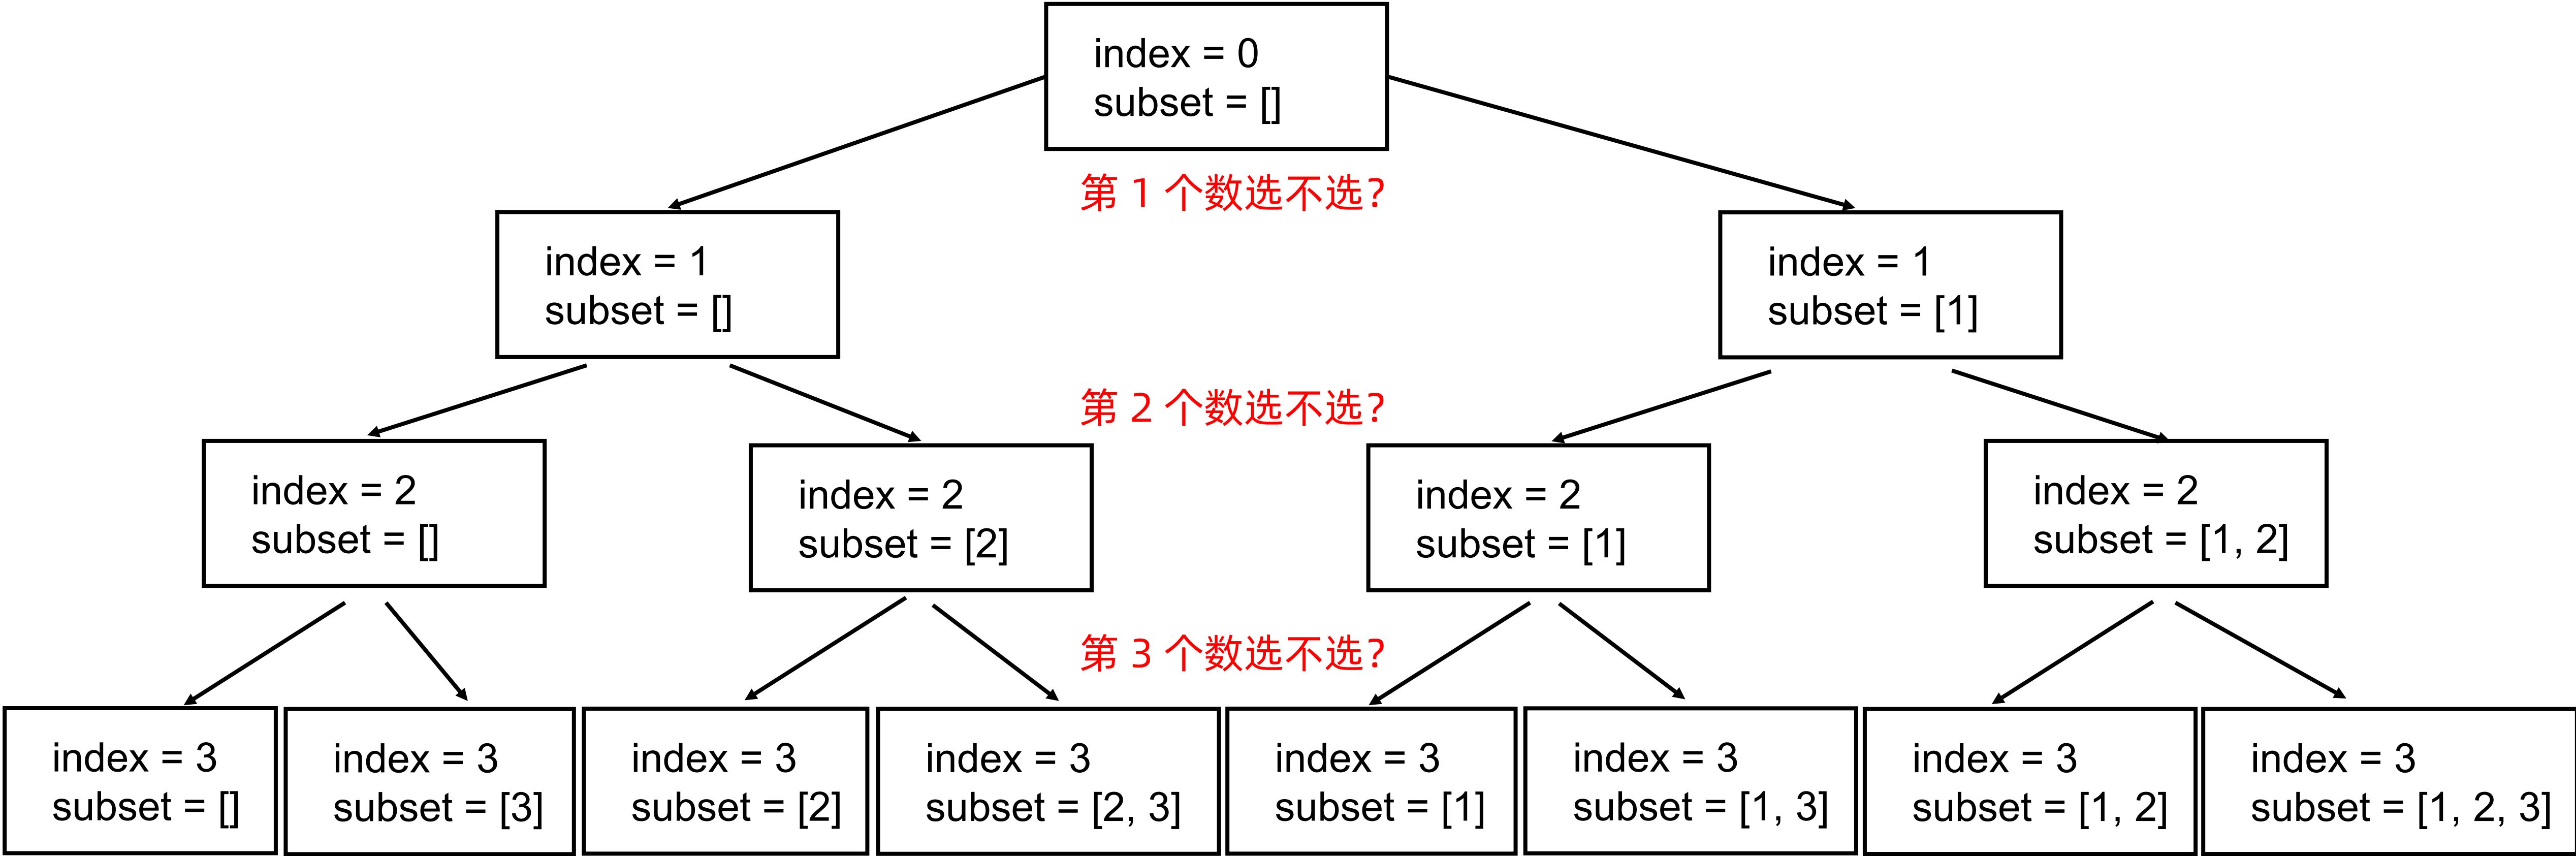 index = 0
subset = []
第 1 个数选不选?
index = 1
subset = []
index = 1
subset = [1]
第 2 个数选不选?
index = 2
subset = []
index = 2
subset = [2]
index = 2
subset = [1]
index = 2
subset = [1, 2]
第 3 个数选不选?
index = 3
subset = []
index = 3
subset = [3]
index = 3
subset = [2]
index = 3
subset = [2, 3]
index = 3
subset = [1]
index = 3
subset = [1, 3]
index = 3
subset = [1, 2]
index = 3
subset = [1, 2, 3]